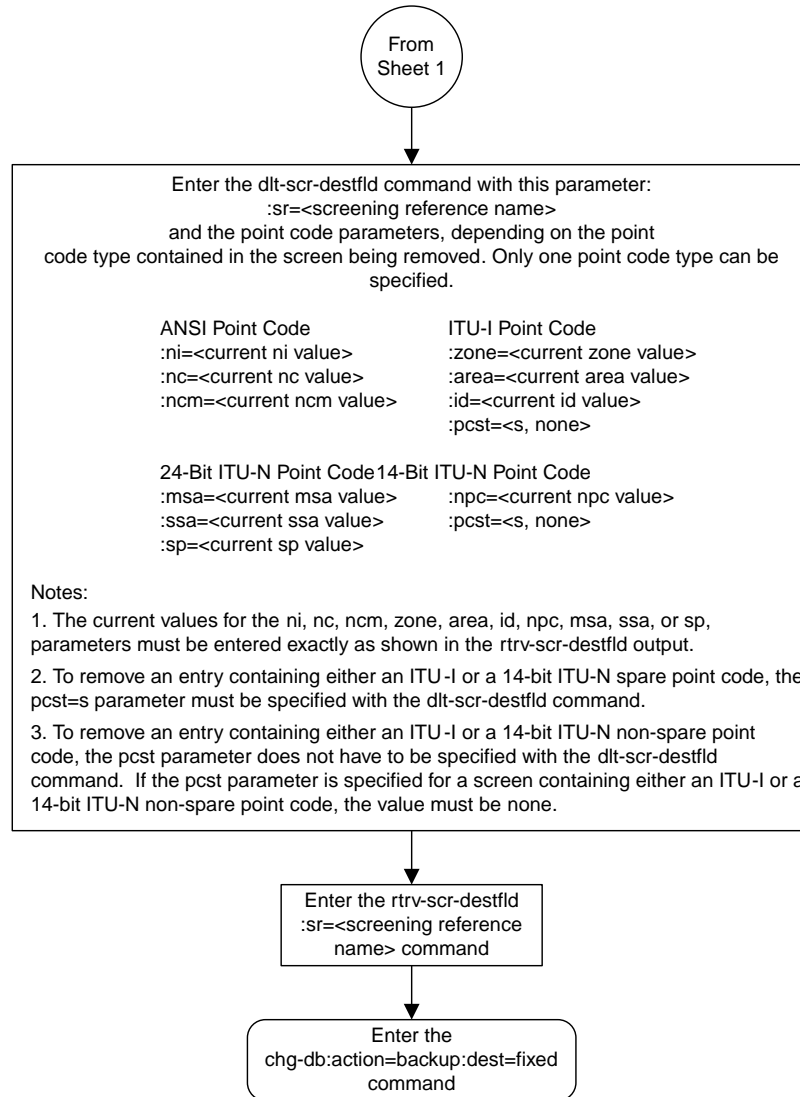 From
Sheet 1
Enter the dlt-scr-destfld command with this parameter:
:sr=<screening reference name>
and the point code parameters, depending on the point
code type contained in the screen being removed. Only one point code type can be
specified.
ANSI Point Code
:ni=<current ni value>
:nc=<current nc value>
:ncm=<current ncm value>
ITU-I Point Code
:zone=<current zone value>
:area=<current area value>
:id=<current id value>
:pcst=<s, none>
24-Bit ITU-N Point Code
:msa=<current msa value>
:ssa=<current ssa value>
:sp=<current sp value>
14-Bit ITU-N Point Code
:npc=<current npc value>
:pcst=<s, none>
Notes:
1. The current values for the ni, nc, ncm, zone, area, id, npc, msa, ssa, or sp,
parameters must be entered exactly as shown in the rtrv-scr-destfld output.
2. To remove an entry containing either an ITU-I or a 14-bit ITU-N spare point code, the
pcst=s parameter must be specified with the dlt-scr-destfld command.
3. To remove an entry containing either an ITU-I or a 14-bit ITU-N non-spare point
code, the pcst parameter does not have to be specified with the dlt-scr-destfld
command. If the pcst parameter is specified for a screen containing either an ITU-I or a
14-bit ITU-N non-spare point code, the value must be none.
Enter the rtrv-scr-destfld
:sr=<screening reference
name> command
Enter the
chg-db:action=backup:dest=fixed
command